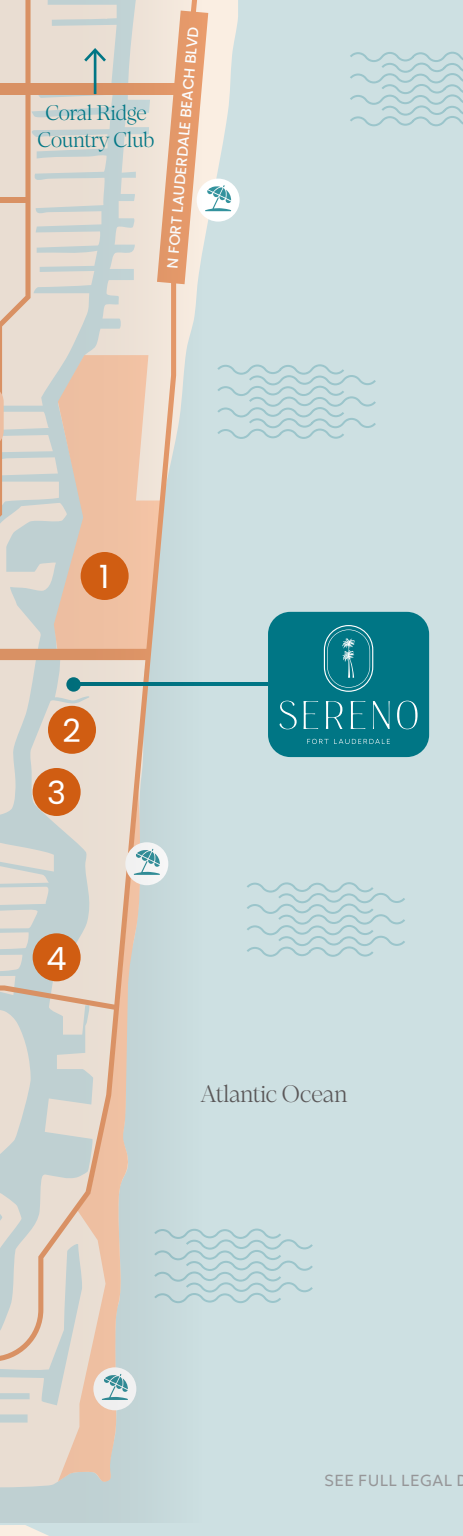 N FORT LAUDERDALE BEACH BLVD
Coral Ridge
Country Club
1
SERENO
FORT LAUDERDALE
2
3
4
Atlantic Ocean
SEE FULL LEGAL